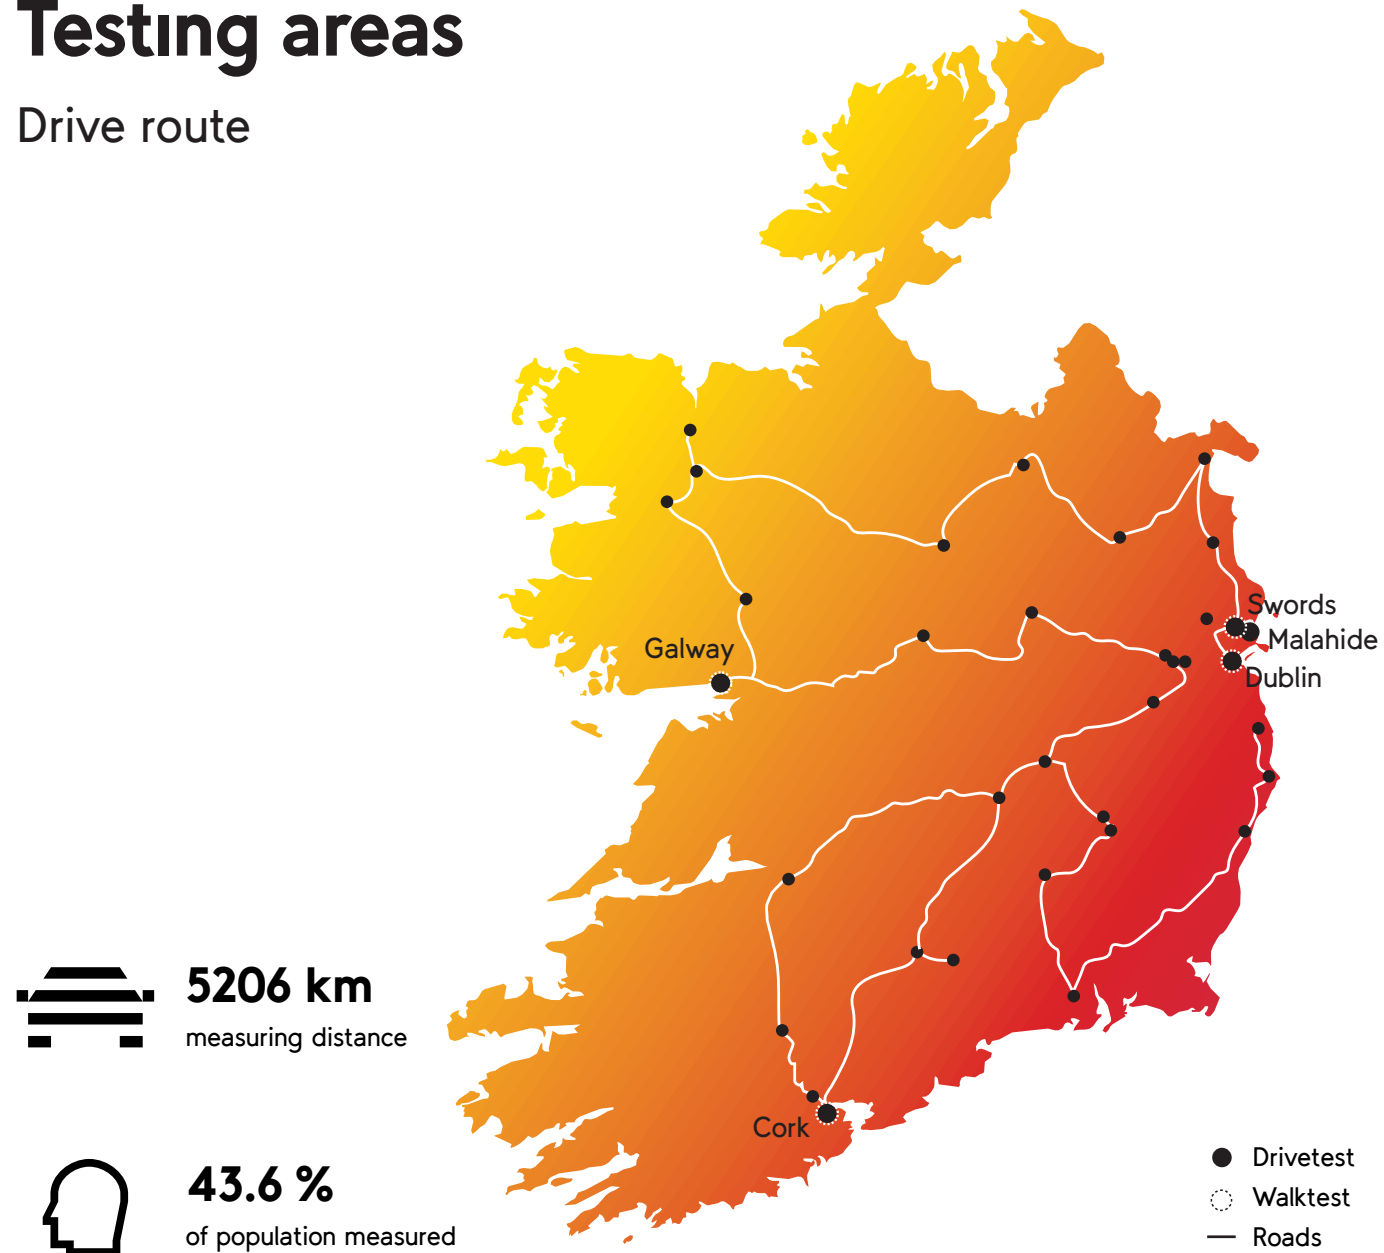 Testing areas
Drive route
Swords
Malahide
Galway
Dublin
5206 km
measuring distance
Cork
Drivetest
43.6 %
Walktest
of population measured
Roads